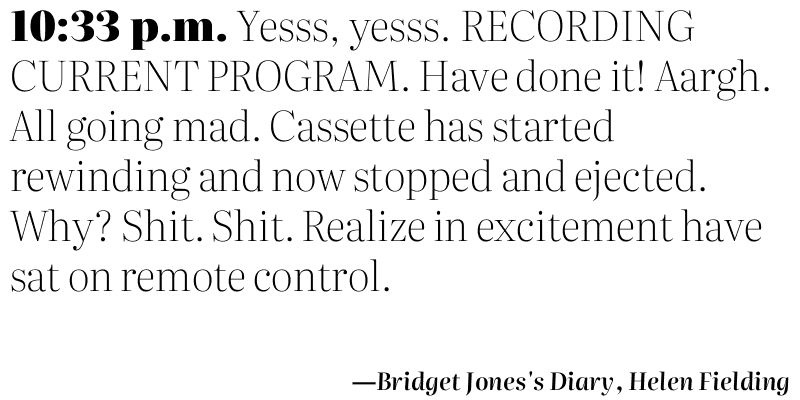 10:33 p.m. Yesss, yesss. RECORDING
CURRENT PROGRAM. Have done it! Aargh.
All going mad. Cassette has started
rewinding and now stopped and ejected.
Why? Shit. Shit. Realize in excitement have
sat on remote control.
—Bridget Jones's Diary, Helen Fielding